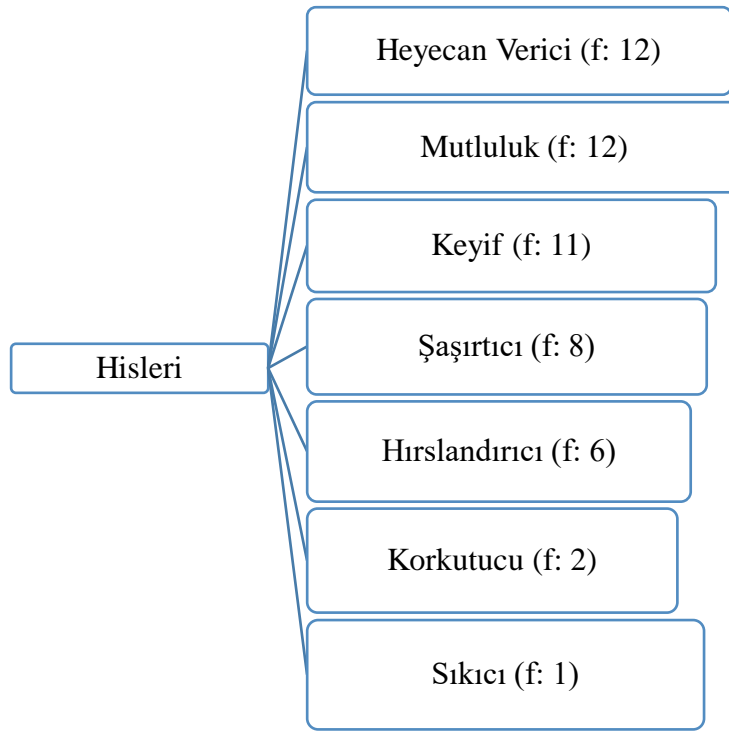 Heyecan Verici (f: 12)
Mutluluk (f: 12)
Keyif (f: 11)
Şaşırtıcı (f: 8)
Hisleri
Hırslandırıcı (f: 6)
Korkutucu (f: 2)
Sıkıcı (f: 1)